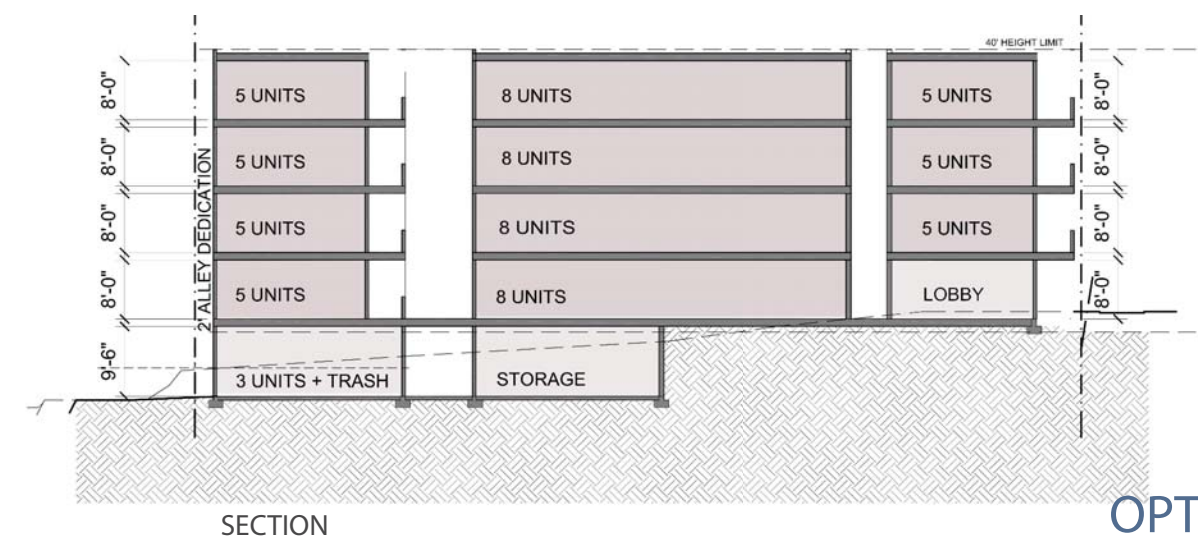 40' HEIGHT LIMIT
8'-0"
5 UNITS
8 UNITS
5 UNITS
8'-0"
8'-0"
5 UNITS
8 UNITS
5 UNITS
8'-0"
2' ALLEY DEDICATION
8'-0"
5 UNITS
8 UNITS
5 UNITS
8'-0"
8'-0"
5 UNITS
8 UNITS
LOBBY
8'-0"
9'-6"
3 UNITS + TRASH
STORAGE
SECTION
OPT